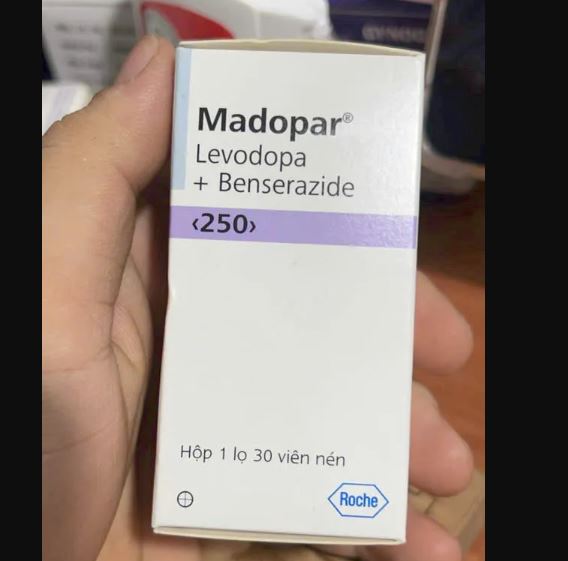 Madopar®
Levodopa
+ Benserazide
‹250›
Hộp 1 lọ 30 viên nén
Roche